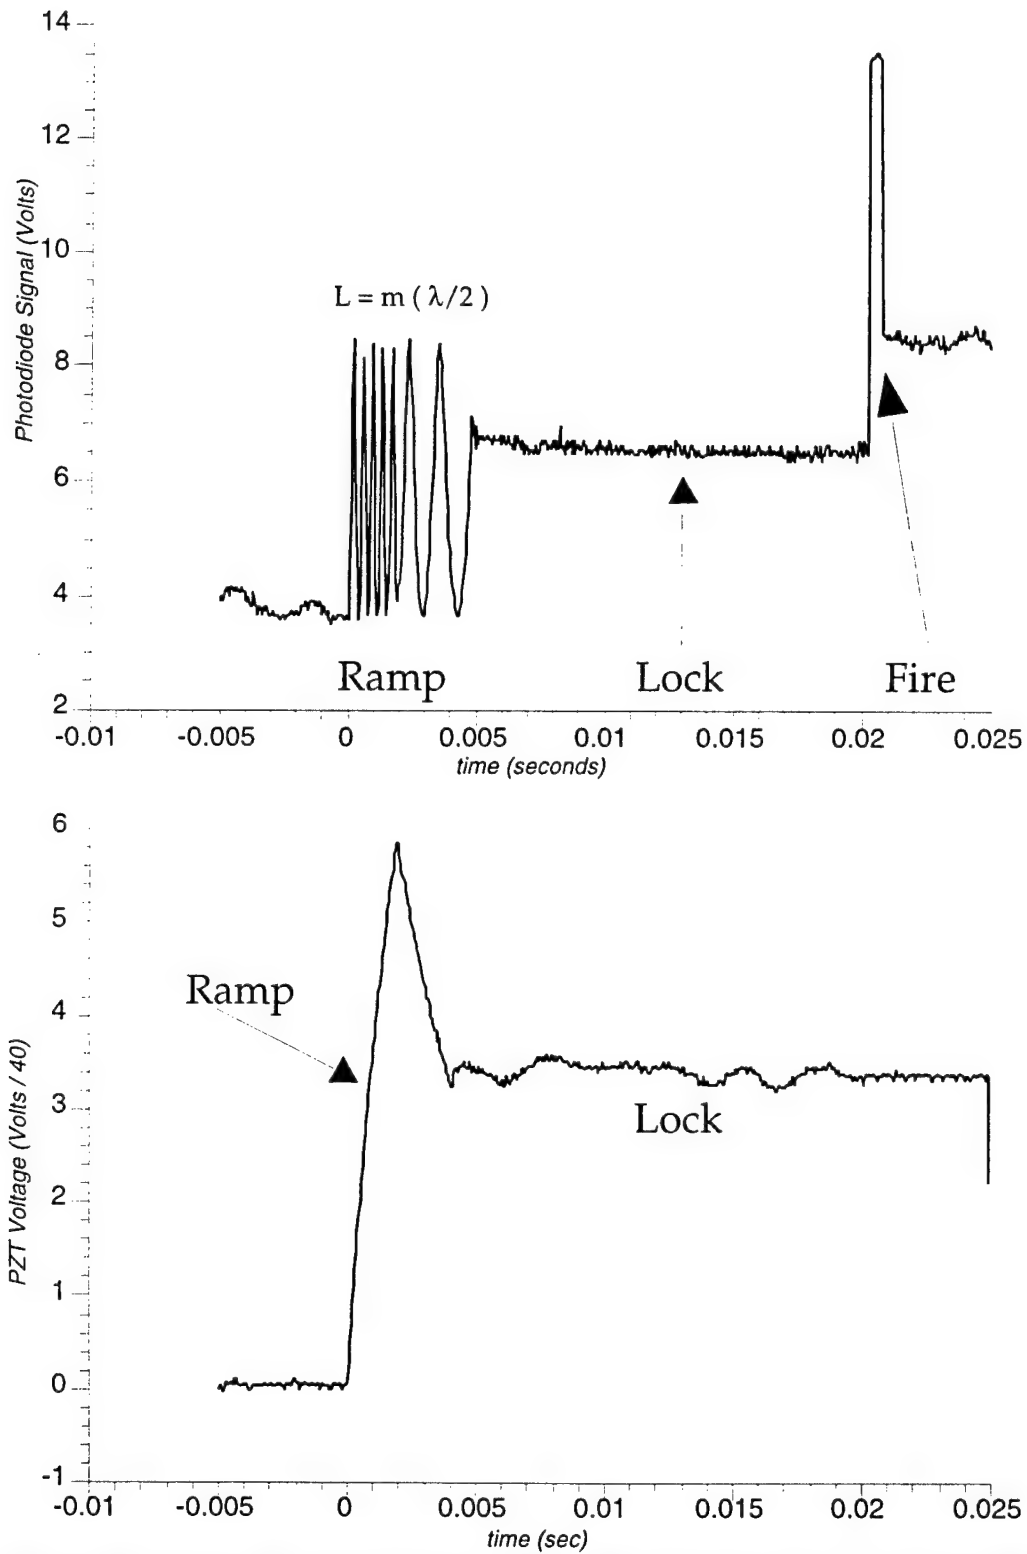 14
12
10
8
6
4
2
Photodiode Signal (Volts)
L = m ( λ/2 )
Ramp
Lock
Fire
-0.01 -0.005 0 0.005 0.01 0.015 0.02 0.025
time (seconds)
6
5
4
3
2
1
0
-1
PZT Voltage (Volts / 40)
Ramp
Lock
-0.01 -0.005 0 0.005 0.01 0.015 0.02 0.025
time (sec)